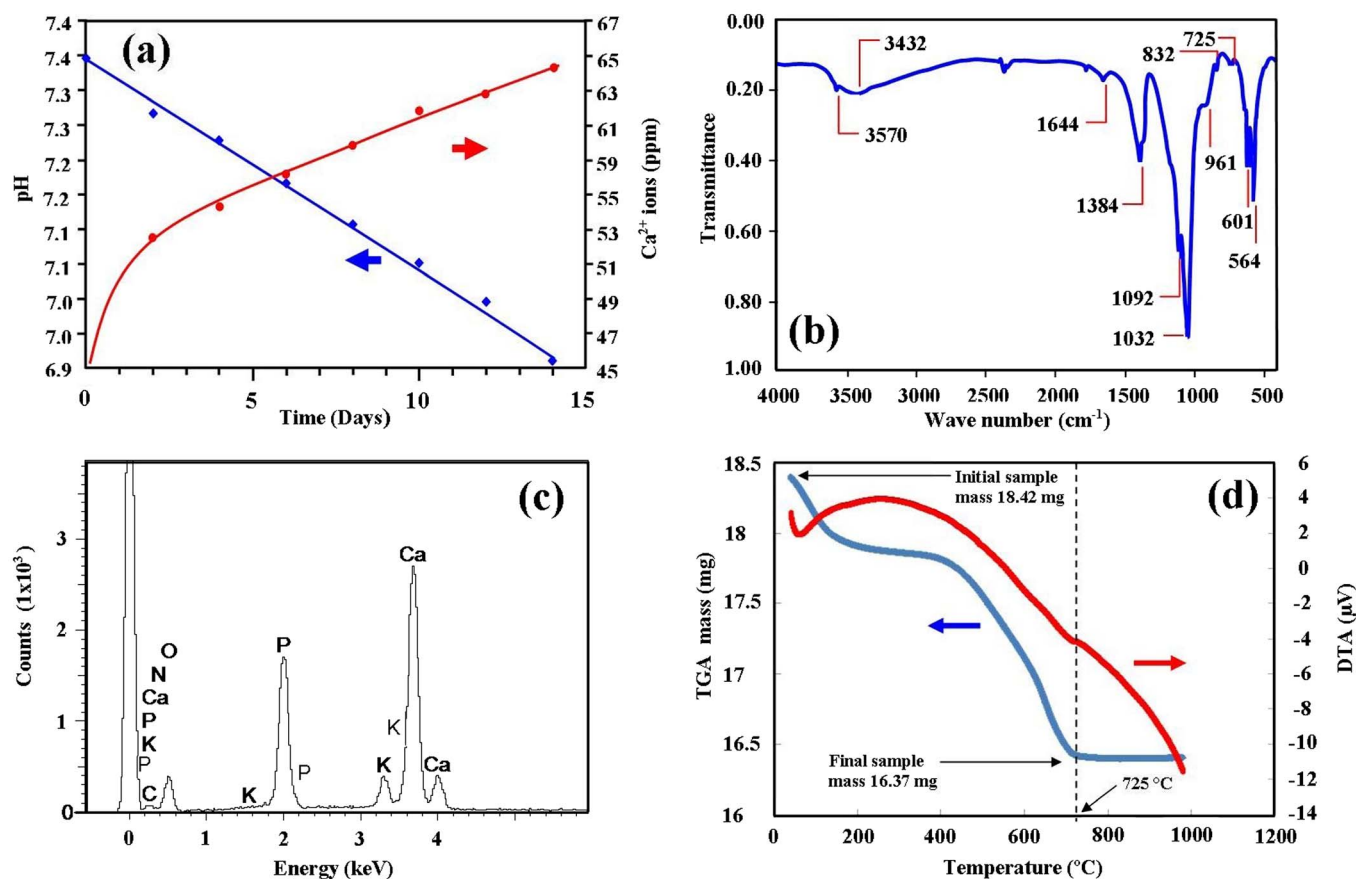 (a)
7.4
7.4
7.3
7.3
7.2
7.2
7.1
7.1
7.0
7.0
6.9
pH
67
65
63
61
59
57
55
53
51
49
47
45
Ca2+ ions (ppm)
0
5
10
15
Time (Days)
(b)
0.00
0.20
0.40
0.60
0.80
1.00
Transmittance
3432
3570
1644
1384
1092
1032
832
725
961
601
564
4000
3500
3000
2500
2000
1500
1000
500
Wave number (cm-1)
(c)
3
2
1
0
Counts (1x10³)
O
N
Ca
P
K
P
C
K
P
P
K
K
Ca
Ca
0
1
2
3
4
Energy (keV)
(d)
18.5
18
17.5
17
16.5
16
TGA mass (mg)
Initial sample
mass 18.42 mg
Final sample
mass 16.37 mg
725 °C
6
4
2
0
-2
-4
-6
-8
-10
-12
-14
DTA (µV)
0
200
400
600
800
1000
1200
Temperature (°C)